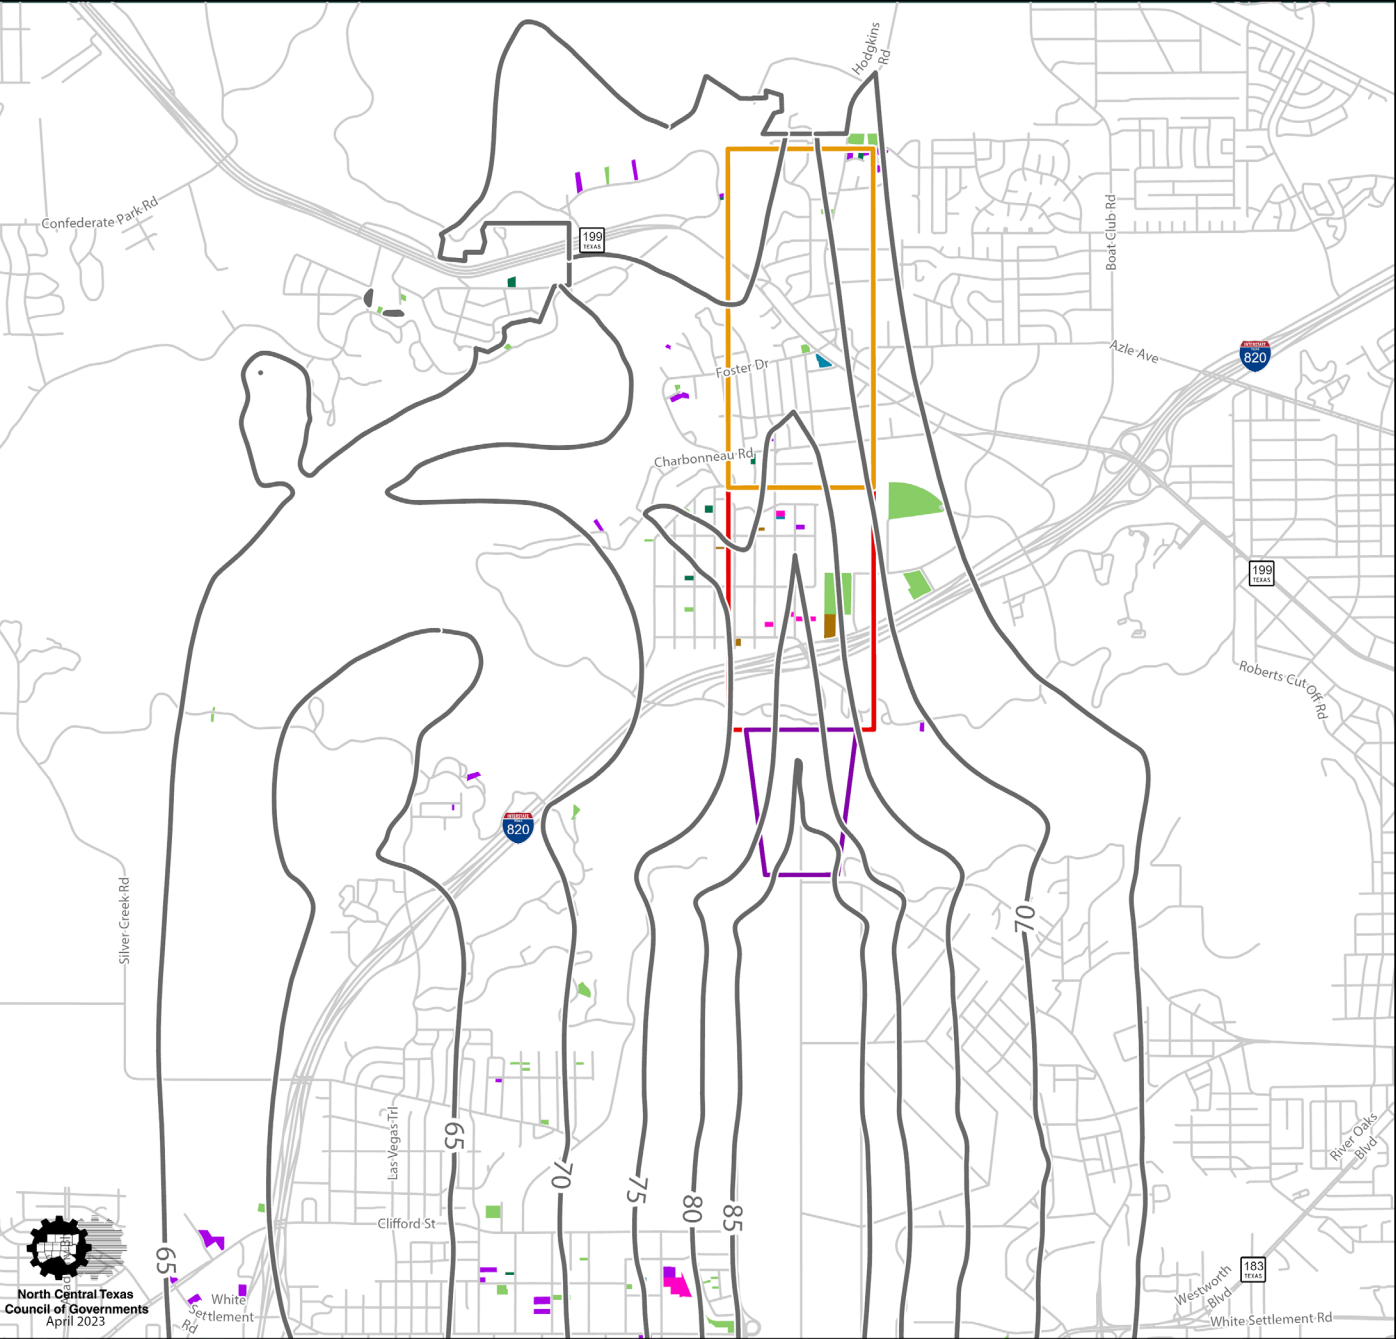 Hodgkins
Rd
Confederate Park Rd
199
TEXAS
Boat Club Rd
Azle Ave
INTERSTATE
820
Foster Dr
Charbonneau Rd
199
TEXAS
Roberts Cut Off Rd
INTERSTATE
820
Silver Creek Rd
70
Las Vegas Trl
65
70
75
80
85
65
Clifford St
River Oaks
Blvd
183
TEXAS
Westworth
Blvd
White Settlement Rd
White
Settlement
Rd
North Central Texas
Council of Governments
April 2023